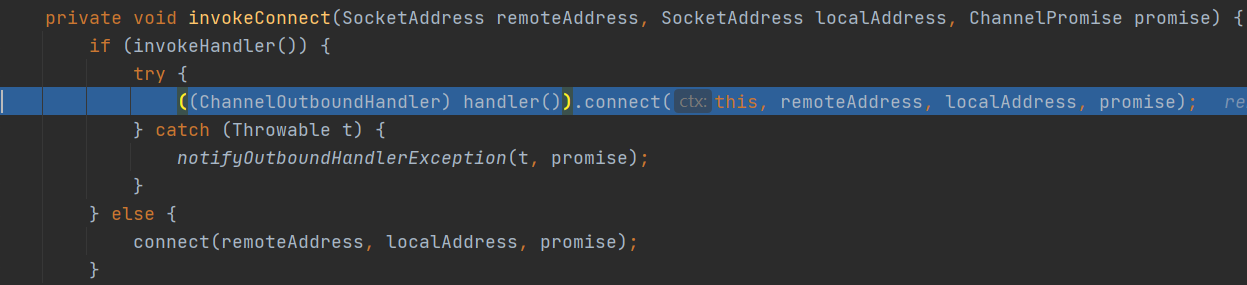 private void invokeConnect(SocketAddress remoteAddress, SocketAddress localAddress, ChannelPromise promise) {
if (invokeHandler()) {
try {
((ChannelOutboundHandler) handler()).connect( ctx: this, remoteAddress, localAddress, promise);  re
} catch (Throwable t) {
notifyOutboundHandlerException(t, promise);
}
} else {
connect(remoteAddress, localAddress, promise);
}